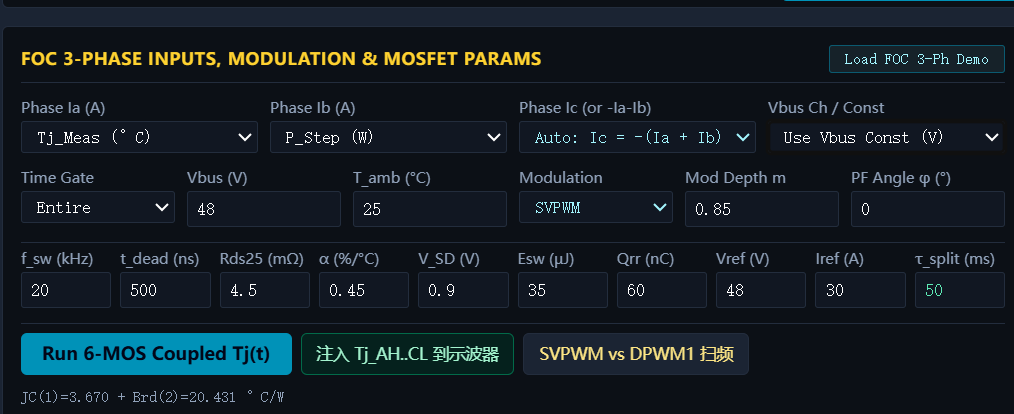 FOC 3-PHASE INPUTS, MODULATION & MOSFET PARAMS Load FOC 3-Ph Demo
Phase Ia (A) Phase Ib (A) Phase Ic (or -Ia-Ib) Vbus Ch / Const
Tj_Meas (°C) P_Step (W) Auto: Ic = -(Ia + Ib) Use Vbus Const (V)
Time Gate Vbus (V) T_amb (°C) Modulation Mod Depth m PF Angle φ (°)
Entire 48 25 SVPWM 0.85 0
f_sw (kHz) t_dead (ns) Rds25 (mΩ) α (%/°C) V_SD (V) Esw (μJ) Qrr (nC) Vref (V) Iref (A) τ_split (ms)
20 500 4.5 0.45 0.9 35 60 48 30 50
Run 6-MOS Coupled Tj(t) 注入 Tj_AH..CL 到示波器 SVPWM vs DPWM1 扫频
JC(1)=3.670 + Brd(2)=20.431 °C/W